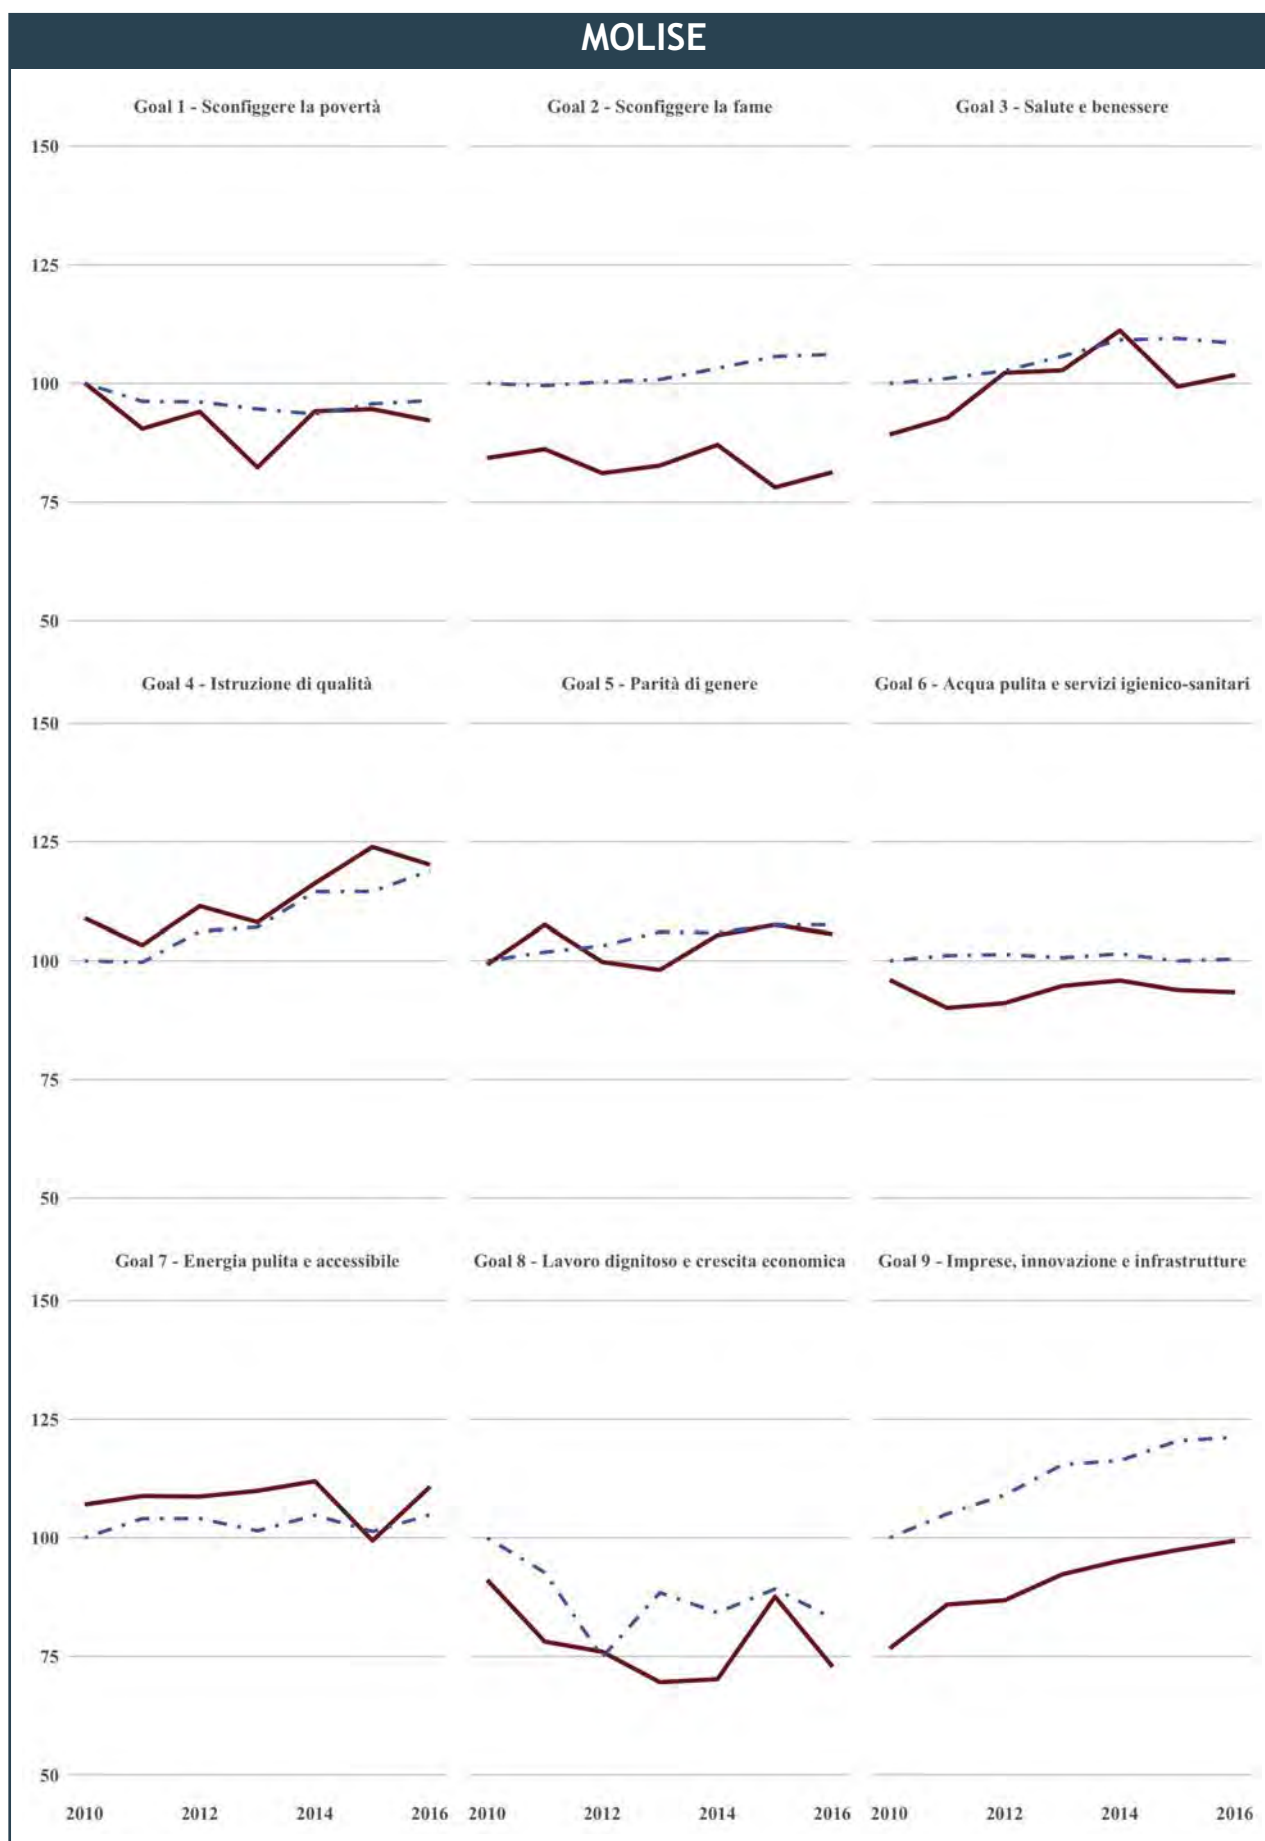 MOLISE
Goal 1 - Sconfiggere la povertà
Goal 2 - Sconfiggere la fame
Goal 3 - Salute e benessere
150
125
100
75
50
Goal 4 - Istruzione di qualità
Goal 5 - Parità di genere
Goal 6 - Acqua pulita e servizi igienico-sanitari
150
125
100
75
50
Goal 7 - Energia pulita e accessibile
Goal 8 - Lavoro dignitoso e crescita economica
Goal 9 - Imprese, innovazione e infrastrutture
150
125
100
75
50
2010 2012 2014 2016 2010 2012 2014 2016 2010 2012 2014 2016